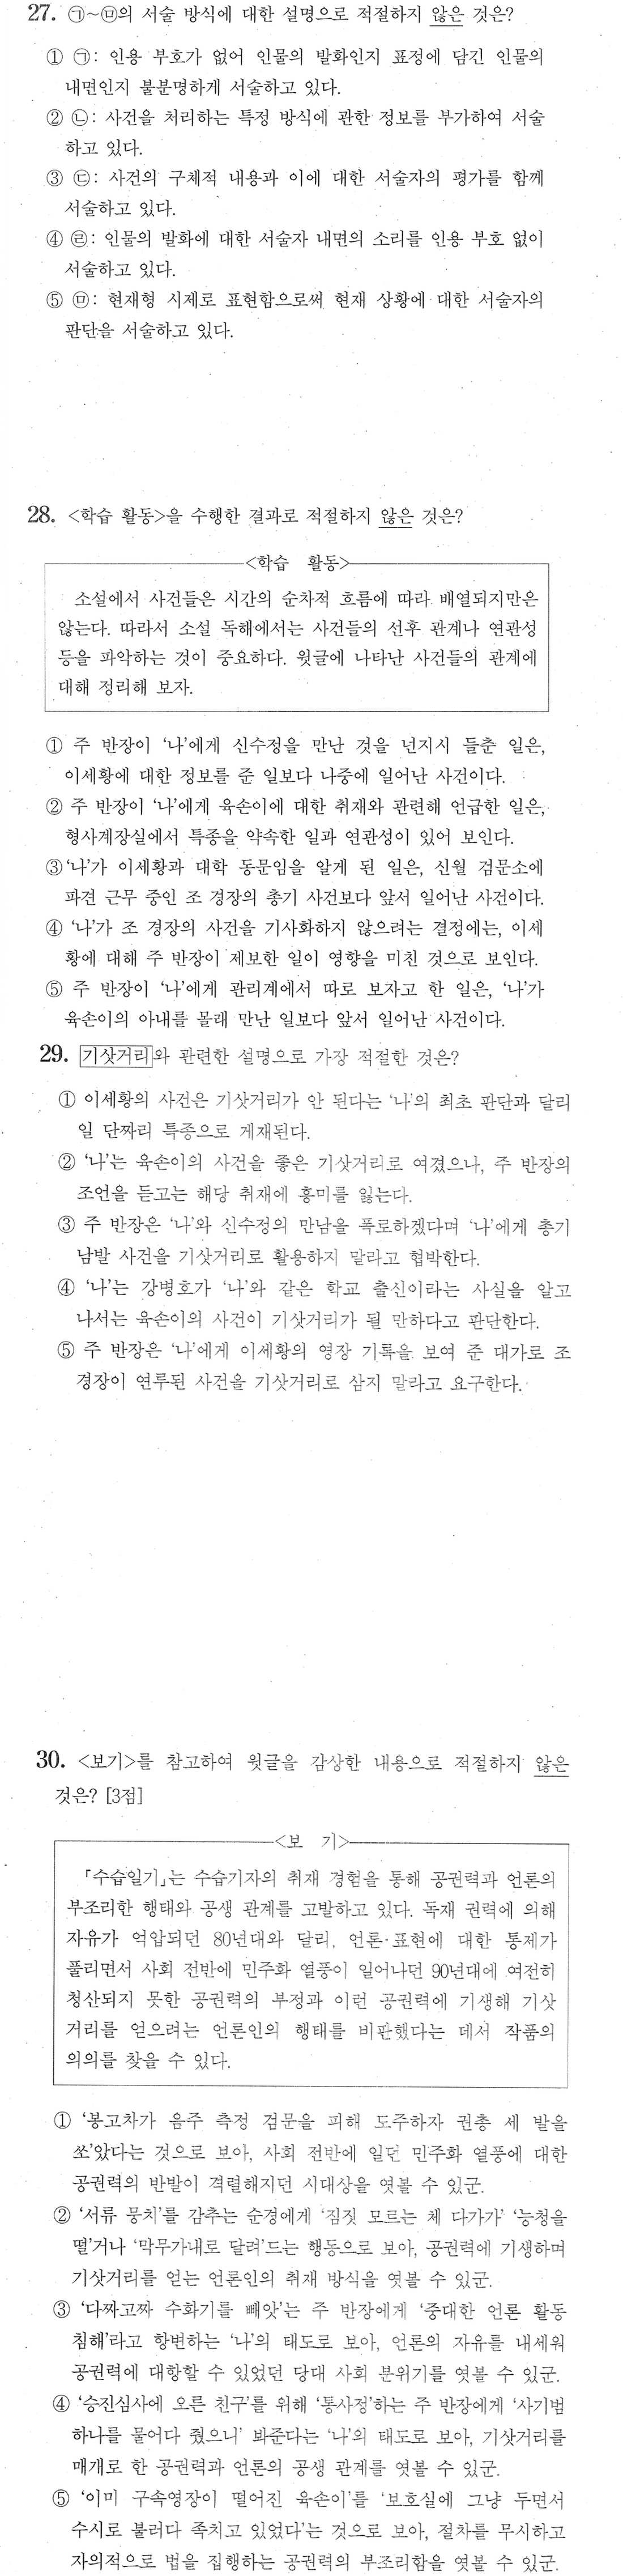 27. ㉠~㉤의 서술 방식에 대한 설명으로 적절하지 않은 것은?
① ㉠: 인용 부호가 없어 인물의 발화인지 표정에 담긴 인물의
내면인지 불분명하게 서술하고 있다.
② ㉡: 사건을 처리하는 특정 방식에 관한 정보를 부가하여 서술
하고 있다.
③ ㉢: 사건의 구체적 내용과 이에 대한 서술자의 평가를 함께
서술하고 있다.
④ ㉣: 인물의 발화에 대한 서술자 내면의 소리를 인용 부호 없이
서술하고 있다.
⑤ ㉤: 현재형 시제로 표현함으로써 현재 상황에 대한 서술자의
판단을 서술하고 있다.
28. <학습 활동>을 수행한 결과로 적절하지 않은 것은?
<학습 활동>
소설에서 사건들은 시간의 순차적 흐름에 따라 배열되지만은
않는다. 따라서 소설 독해에서는 사건들의 선후 관계나 연관성
등을 파악하는 것이 중요하다. 윗글에 나타난 사건들의 관계에
대해 정리해 보자.
① 주 반장이 ‘나’에게 신수정을 만난 것을 넌지시 들춘 일은,
이세황에 대한 정보를 준 일보다 나중에 일어난 사건이다.
② 주 반장이 ‘나’에게 육손이에 대한 취재와 관련해 언급한 일은,
형사계장실에서 특종을 약속한 일과 연관성이 있어 보인다.
③ ‘나’가 이세황과 대학 동문임을 알게 된 일은, 신월 검문소에
파견 근무 중인 조 경장의 총기 사건보다 앞서 일어난 사건이다.
④ ‘나’가 조 경장의 사건을 기사화하지 않으려는 결정에는, 이세
황에 대해 주 반장이 제보한 일이 영향을 미친 것으로 보인다.
⑤ 주 반장이 ‘나’에게 관리계에서 따로 보자고 한 일은, ‘나’가
육손이의 아내를 몰래 만난 일보다 앞서 일어난 사건이다.
29. 기삿거리와 관련한 설명으로 가장 적절한 것은?
① 이세황의 사건은 기삿거리가 안 된다는 ‘나’의 최초 판단과 달리
일 단짜리 특종으로 게재된다.
② ‘나’는 육손이의 사건을 좋은 기삿거리로 여겼으나, 주 반장의
조언을 듣고는 해당 취재에 흥미를 잃는다.
③ 주 반장은 ‘나’와 신수정의 만남을 폭로하겠다며 ‘나’에게 총기
남발 사건을 기삿거리로 활용하지 말라고 협박한다.
④ ‘나’는 강병호가 ‘나’와 같은 학교 출신이라는 사실을 알고
나서는 육손이의 사건이 기삿거리가 될 만하다고 판단한다.
⑤ 주 반장은 ‘나’에게 이세황의 영장 기록을 보여 준 대가로 조
경장이 연루된 사건을 기삿거리로 삼지 말라고 요구한다.
30. <보기>를 참고하여 윗글을 감상한 내용으로 적절하지 않은
것은? [3점]
<보 기>
「수습일기」는 수습기자의 취재 경험을 통해 공권력과 언론의
부조리한 행태와 공생 관계를 고발하고 있다. 독재 권력에 의해
자유가 억압되던 80년대와 달리, 언론·표현에 대한 통제가
풀리면서 사회 전반에 민주화 열풍이 일어나던 90년대에 여전히
청산되지 못한 공권력의 부정과 이런 공권력에 기생해 기삿
거리를 얻으려는 언론인의 행태를 비판했다는 데서 작품의
의의를 찾을 수 있다.
① ‘봉고차가 음주 측정 검문을 피해 도주하자 권총 세 발을
쏘’았다는 것으로 보아, 사회 전반에 일던 민주화 열풍에 대한
공권력의 반발이 격렬해지던 시대상을 엿볼 수 있군.
② ‘서류 뭉치’를 감추는 순경에게 ‘짐짓 모르는 체 다가가’ ‘능청을
떨’거나 ‘막무가내로 달려’드는 행동으로 보아, 공권력에 기생하며
기삿거리를 얻는 언론인의 취재 방식을 엿볼 수 있군.
③ ‘다짜고짜 수화기를 빼앗’는 주 반장에게 ‘중대한 언론 활동
침해’라고 항변하는 ‘나’의 태도로 보아, 언론의 자유를 내세워
공권력에 대항할 수 있었던 당대 사회 분위기를 엿볼 수 있군.
④ ‘승진심사에 오른 친구’를 위해 ‘통사정’하는 주 반장에게 ‘사기범
하나를 물어다 줬으니’ 봐준다는 ‘나’의 태도로 보아, 기삿거리를
매개로 한 공권력과 언론의 공생 관계를 엿볼 수 있군.
⑤ ‘이미 구속영장이 떨어진 육손이’를 ‘보호실에 그냥 두면서
수시로 불러다 족치고 있었다’는 것으로 보아, 절차를 무시하고
자의적으로 법을 집행하는 공권력의 부조리함을 엿볼 수 있군.